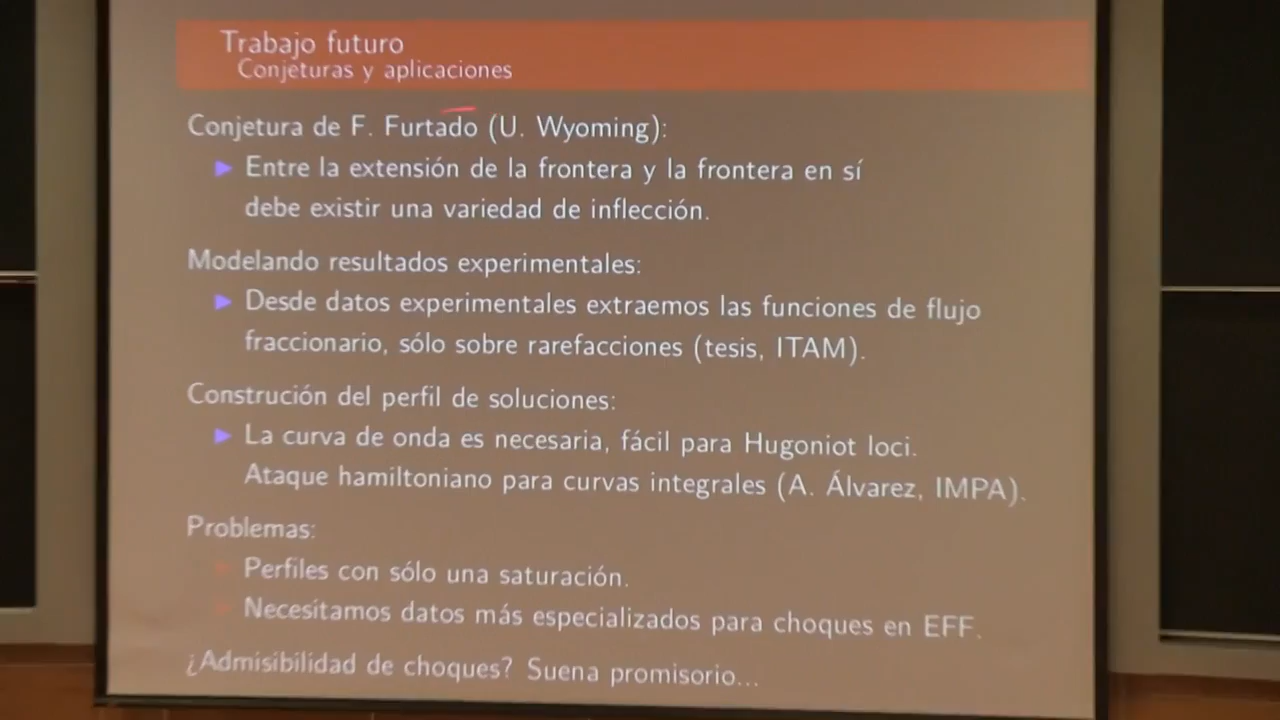 Trabajo futuro
Conjeturas y aplicaciones
Conjetura de F. Furtado (U. Wyoming):
Entre la extensión de la frontera y la frontera en sí
debe existir una variedad de inflección.
Modelando resultados experimentales:
Desde datos experimentales extraemos las funciones de flujo
fraccionario, sólo sobre rarefacciones (tesis, ITAM).
Construción del perfil de soluciones:
La curva de onda es necesaria, fácil para Hugoniot loci.
Ataque hamiltoniano para curvas integrales (A. Álvarez, IMPA).
Problemas:
Perfiles con sólo una saturación.
Necesitamos datos más especializados para choques en EFF.
¿Admisibilidad de choques? Suena promisorio...